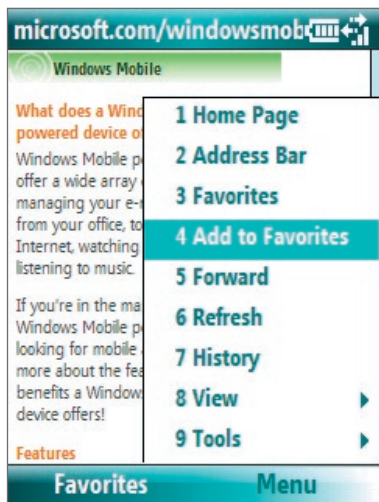 microsoft.com/windowsmob
Windows Mobile
What does a Wind
powered device of
Windows Mobile p
offer a wide array
managing your e-
from your office, to
Internet, watching
listening to music.
If you're in the ma
Windows Mobile p
looking for mobile
more about the fea
benefits a Window
device offers!
Features
1 Home Page
2 Address Bar
3 Favorites
4 Add to Favorites
5 Forward
6 Refresh
7 History
8 View
9 Tools
Favorites
Menu